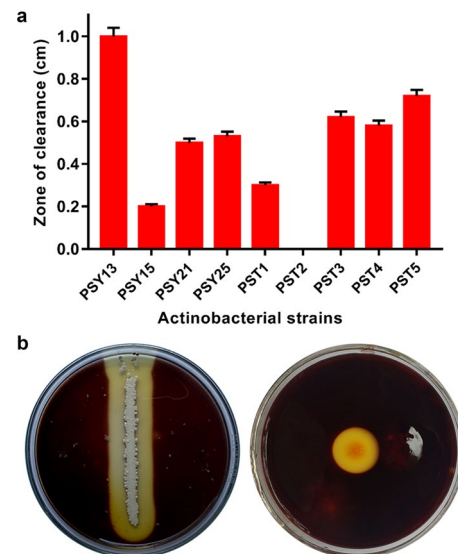 a
Zone of clearance (cm)
1.0
0.8
0.6
0.4
0.2
0.0
PSY13 PSY15 PSY21 PSY25 PST1 PST2 PST3 PST4 PST5
Actinobacterial strains
b